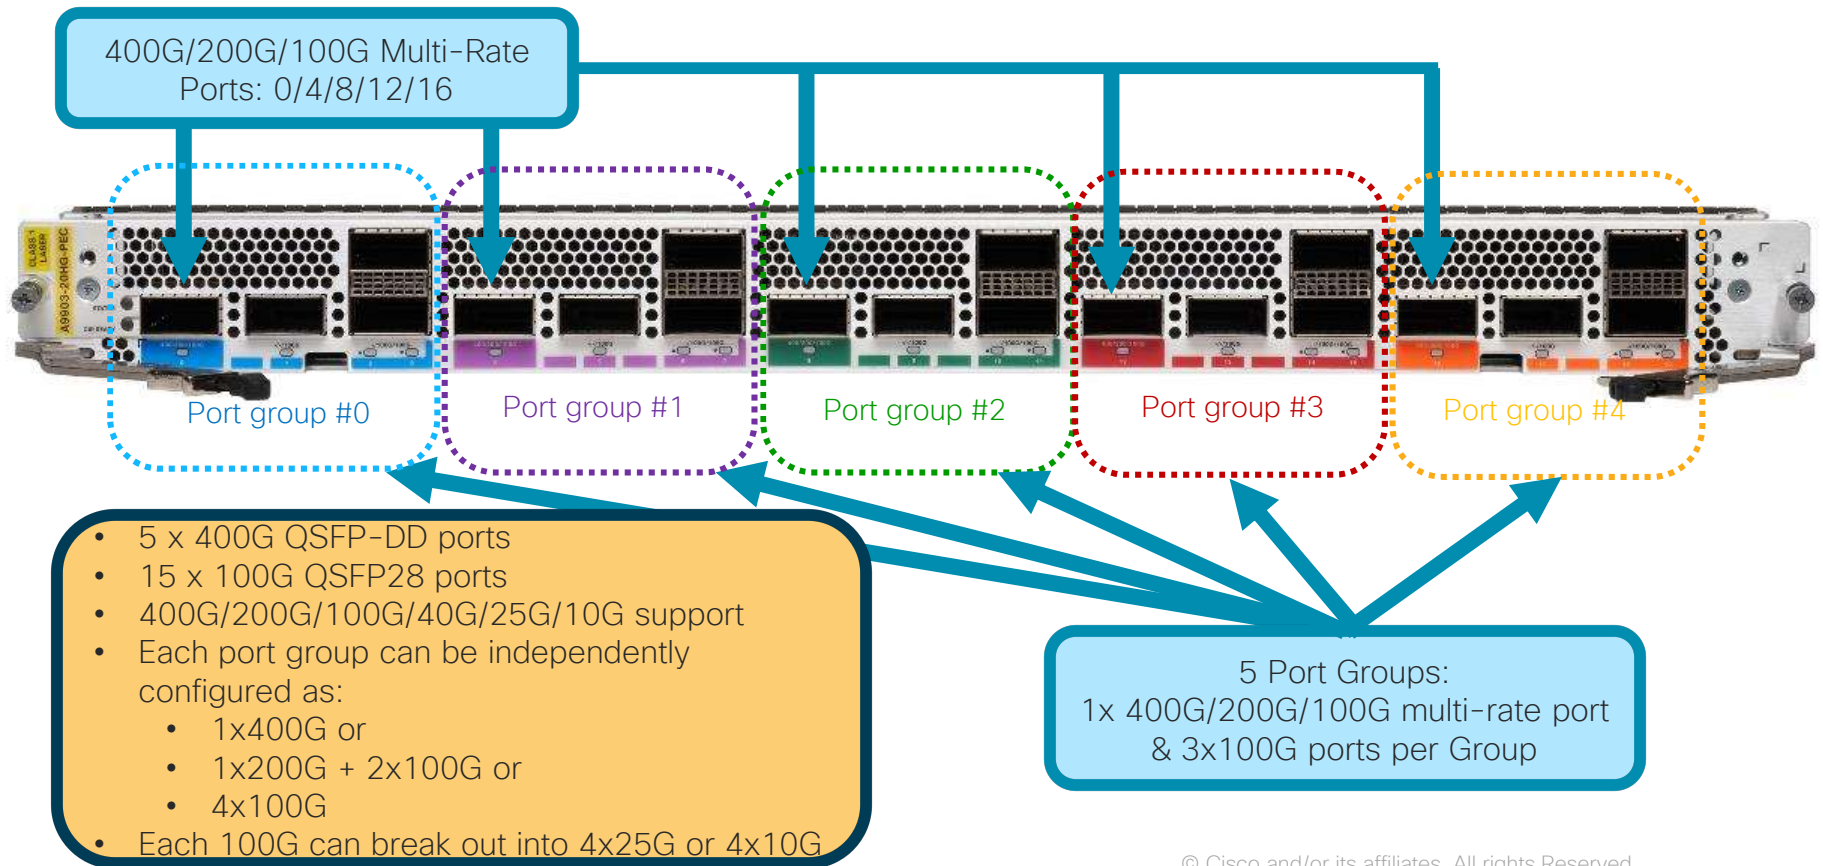 400G/200G/100G Multi-Rate
Ports: 0/4/8/12/16
CLASS 1
LASER
A9903-20HG-PEC
Port group #0
Port group #1
Port group #2
Port group #3
Port group #4
• 5 x 400G QSFP-DD ports
• 15 x 100G QSFP28 ports
• 400G/200G/100G/40G/25G/10G support
• Each port group can be independently
configured as:
• 1x400G or
• 1x200G + 2x100G or
• 4x100G
• Each 100G can break out into 4x25G or 4x10G
5 Port Groups:
1x 400G/200G/100G multi-rate port
& 3x100G ports per Group
© Cisco and/or its affiliates. All rights Reserved